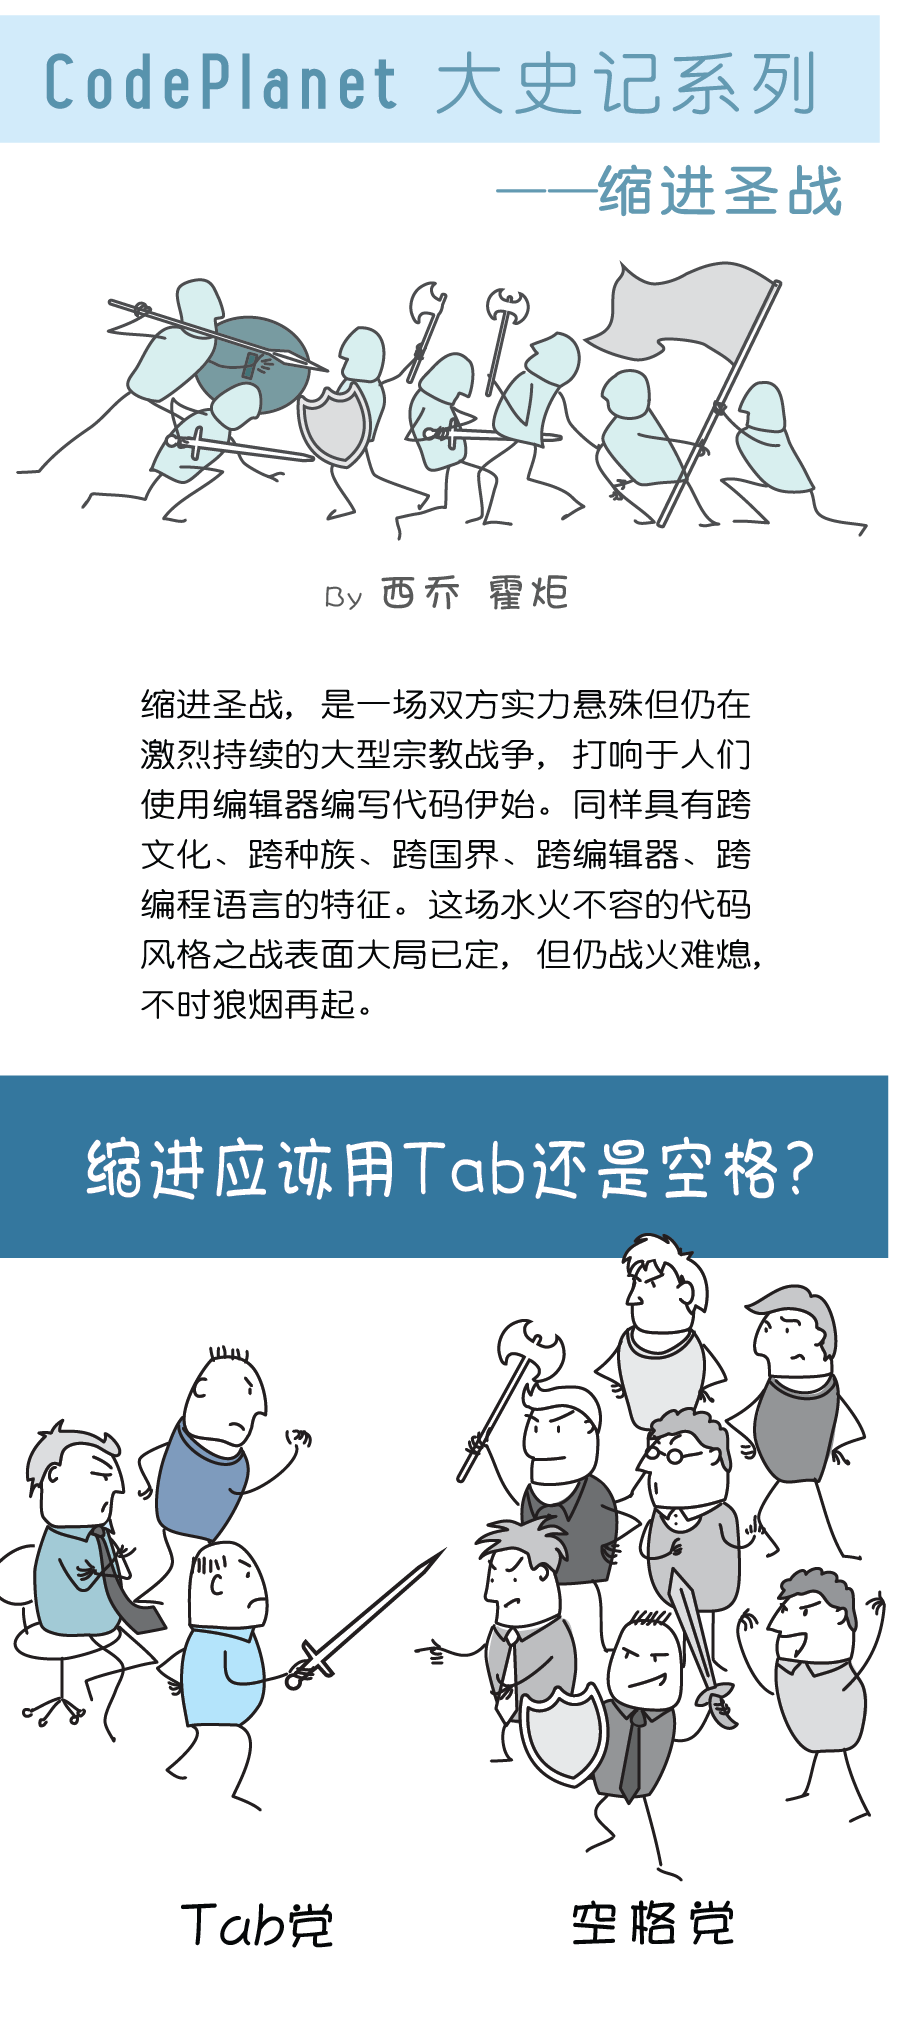 CodePlanet 大史记系列
——缩进圣战
By 西乔 霍炬
缩进圣战，是一场双方实力悬殊但仍在
激烈持续的大型宗教战争，打响于人们
使用编辑器编写代码伊始。同样具有跨
文化、跨种族、跨国界、跨编辑器、跨
编程语言的特征。这场水火不容的代码
风格之战表面大局已定，但仍战火难熄，
不时狼烟再起。
缩进应该用Tab还是空格？
Tab党
空格党